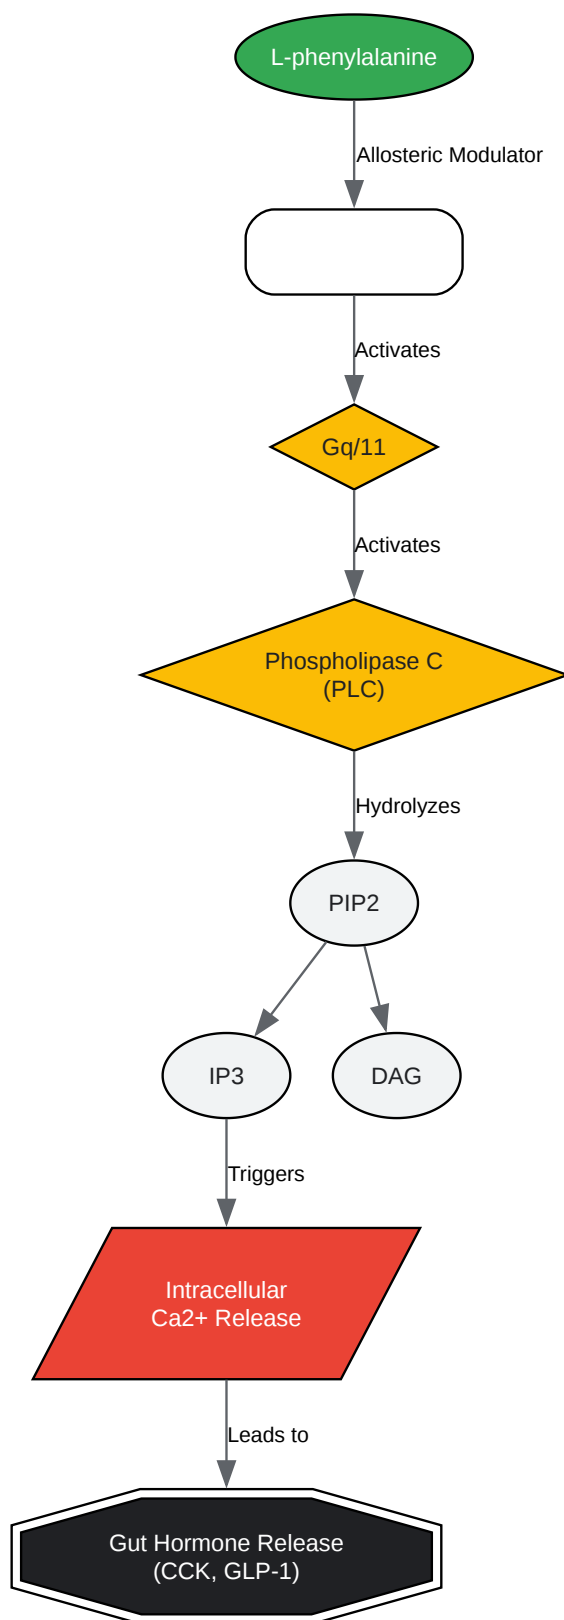 L-phenylalanine
Allosteric Modulator
Activates
Gq/11
Activates
Phospholipase C
(PLC)
Hydrolyzes
PIP2
IP3
DAG
Triggers
Intracellular
Ca2+ Release
Leads to
Gut Hormone Release
(CCK, GLP-1)